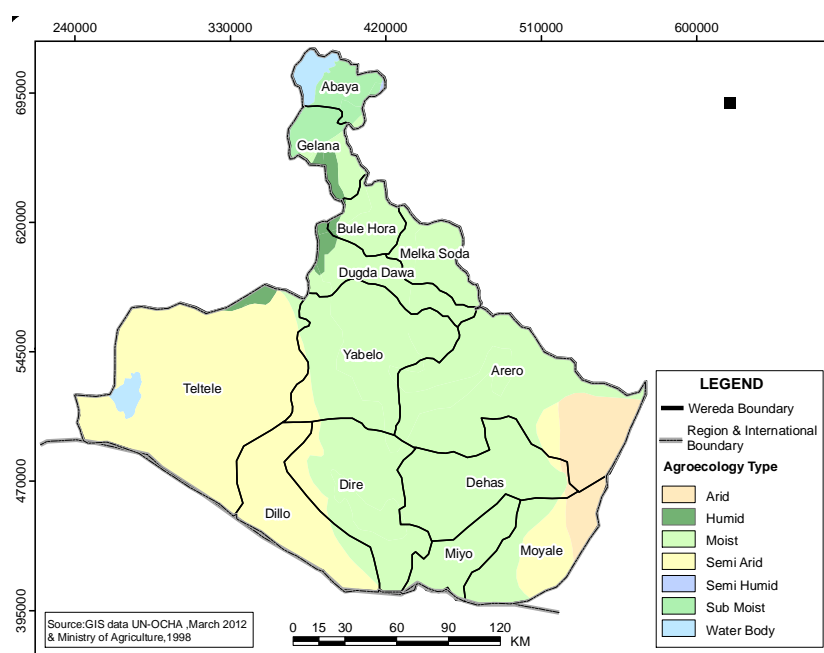 240000 330000 420000 510000 600000
695000
620000
545000
470000
395000
Abaya
Gelana
Bule Hora
Melka Soda
Dugda Dawa
Yabelo
Arero
Teltele
Dire
Dehas
Dillo
Miyo
Moyale
LEGEND
Wereda Boundary
Region & International
Boundary
Agroecology Type
Arid
Humid
Moist
Semi Arid
Semi Humid
Sub Moist
Water Body
Source:GIS data UN-OCHA ,March 2012
& Ministry of Agriculture,1998
0 15 30 60 90 120
KM